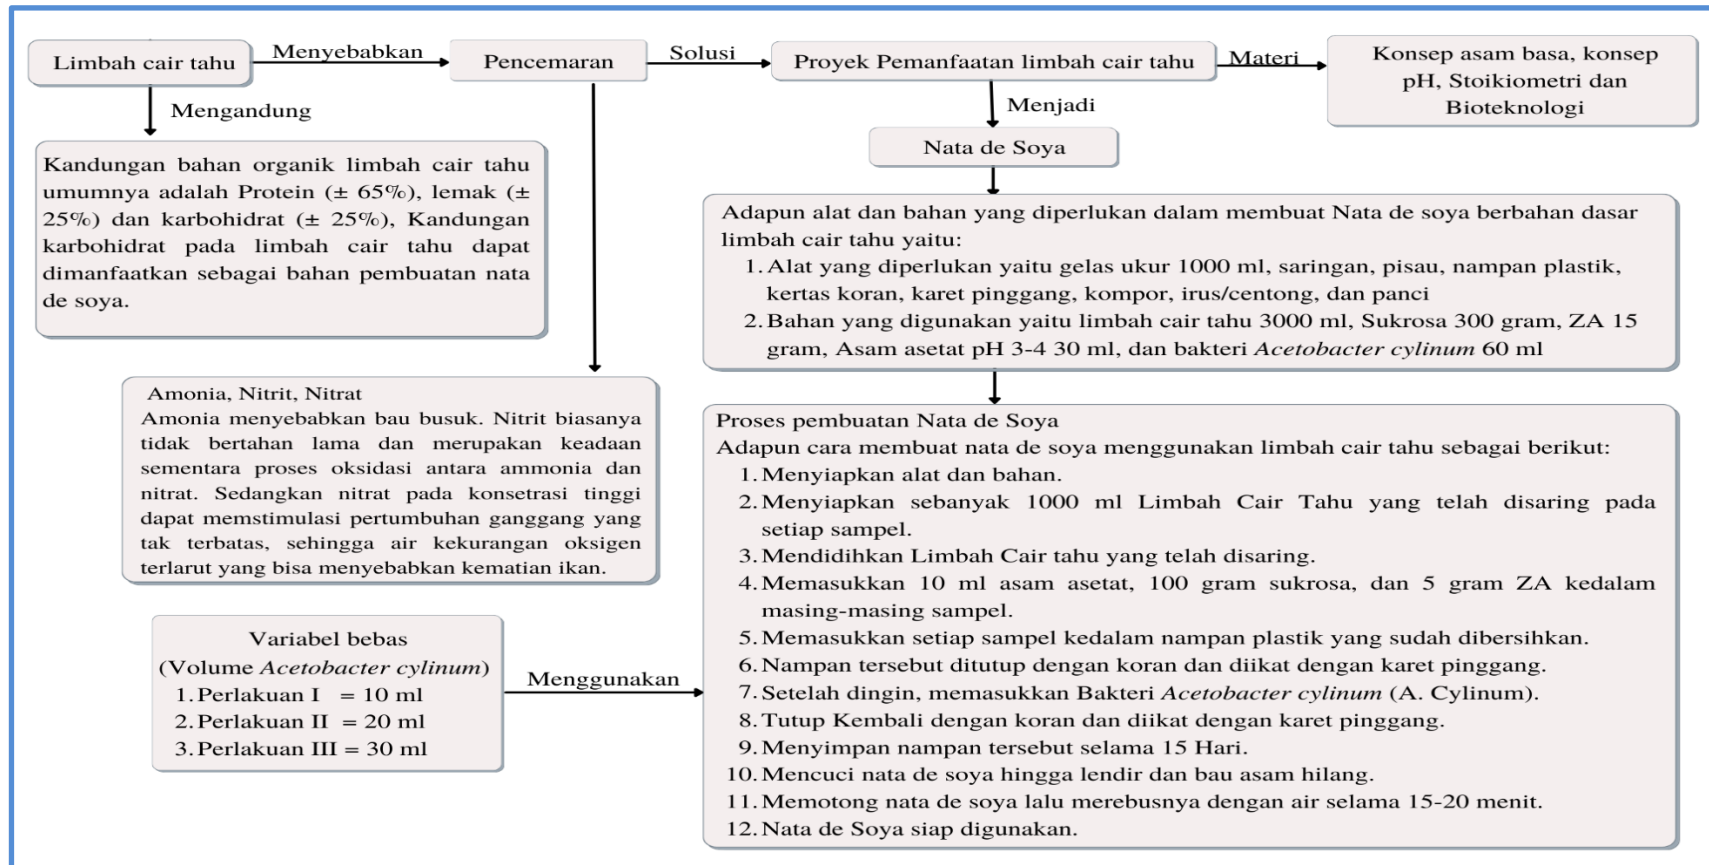 Limbah cair tahu
Menyebabkan
Pencemaran
Solusi
Proyek Pemanfaatan limbah cair tahu
Materi
Konsep asam basa, konsep
pH, Stoikiometri dan
Bioteknologi
Mengandung
Menjadi
Kandungan bahan organik limbah cair tahu
umumnya adalah Protein (± 65%), lemak (±
25%) dan karbohidrat (± 25%), Kandungan
karbohidrat pada limbah cair tahu dapat
dimanfaatkan sebagai bahan pembuatan nata
de soya.
Nata de Soya
Adapun alat dan bahan yang diperlukan dalam membuat Nata de soya berbahan dasar
limbah cair tahu yaitu:
1. Alat yang diperlukan yaitu gelas ukur 1000 ml, saringan, pisau, nampan plastik,
kertas koran, karet pinggang, kompor, irus/centong, dan panci
2. Bahan yang digunakan yaitu limbah cair tahu 3000 ml, Sukrosa 300 gram, ZA 15
gram, Asam asetat pH 3-4 30 ml, dan bakteri Acetobacter cylinum 60 ml
Amonia, Nitrit, Nitrat
Amonia menyebabkan bau busuk. Nitrit biasanya
tidak bertahan lama dan merupakan keadaan
sementara proses oksidasi antara ammonia dan
nitrat. Sedangkan nitrat pada konsetrasi tinggi
dapat memstimulasi pertumbuhan ganggang yang
tak terbatas, sehingga air kekurangan oksigen
terlarut yang bisa menyebabkan kematian ikan.
Variabel bebas
(Volume Acetobacter cylinum)
1. Perlakuan I = 10 ml
2. Perlakuan II = 20 ml
3. Perlakuan III = 30 ml
Menggunakan
Proses pembuatan Nata de Soya
Adapun cara membuat nata de soya menggunakan limbah cair tahu sebagai berikut:
1. Menyiapkan alat dan bahan.
2. Menyiapkan sebanyak 1000 ml Limbah Cair Tahu yang telah disaring pada
setiap sampel.
3. Mendidihkan Limbah Cair tahu yang telah disaring.
4. Memasukkan 10 ml asam asetat, 100 gram sukrosa, dan 5 gram ZA kedalam
masing-masing sampel.
5. Memasukkan setiap sampel kedalam nampan plastik yang sudah dibersihkan.
6. Nampan tersebut ditutup dengan koran dan diikat dengan karet pinggang.
7. Setelah dingin, memasukkan Bakteri Acetobacter cylinum (A. Cylinum).
8. Tutup Kembali dengan koran dan diikat dengan karet pinggang.
9. Menyimpan nampan tersebut selama 15 Hari.
10. Mencuci nata de soya hingga lendir dan bau asam hilang.
11. Memotong nata de soya lalu merebusnya dengan air selama 15-20 menit.
12. Nata de Soya siap digunakan.